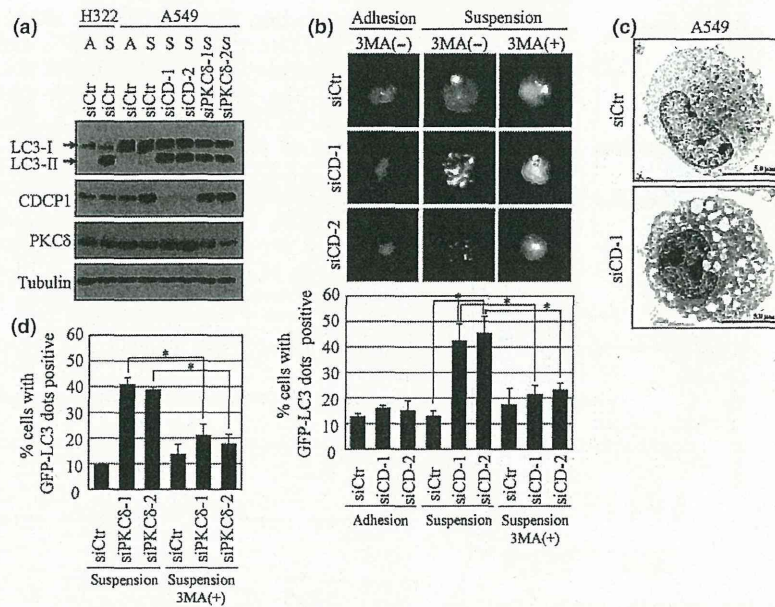 (a)
H322 A549
A S A S S S S S
siCtr siCtr siCtr siCtr siCD-1 siCD-2 siPKCδ-1 siPKCδ-2
LC3-I
LC3-II
CDCP1
PKCδ
Tubulin
(b)
Adhesion Suspension
3MA(−) 3MA(−) 3MA(+)
siCtr
siCD-1
siCD-2
% cells with
GFP-LC3 dots positive
60
50
40
30
20
10
0
* * *
siCtr siCD-1 siCD-2 siCtr siCD-1 siCD-2 siCtr siCD-1 siCD-2
Adhesion Suspension Suspension
3MA(+)
(c)
A549
siCtr
siCD-1
(d)
% cells with
GFP-LC3 dots positive
60
50
40
30
20
10
0
* *
siCtr siPKCδ-1 siPKCδ-2 siCtr siPKCδ-1 siPKCδ-2
Suspension Suspension
3MA(+)